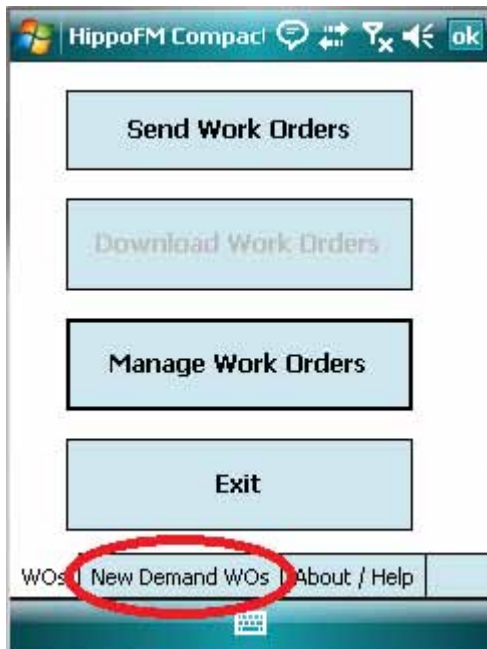 HippoFM Compact ok
Send Work Orders
Download Work Orders
Manage Work Orders
Exit
WOs New Demand WOs About / Help